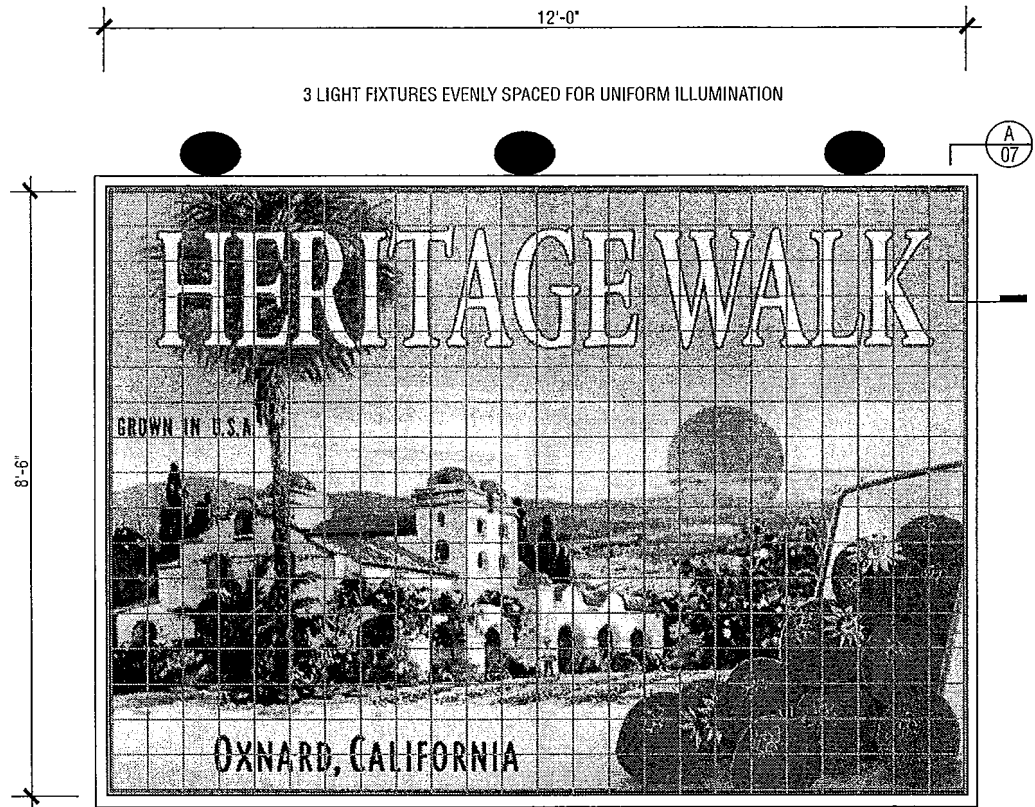 12'-0"
3 LIGHT FIXTURES EVENLY SPACED FOR UNIFORM ILLUMINATION
A
07
HERITAGE WALK
GROWN IN U.S.A
8'-6"
OXNARD, CALIFORNIA